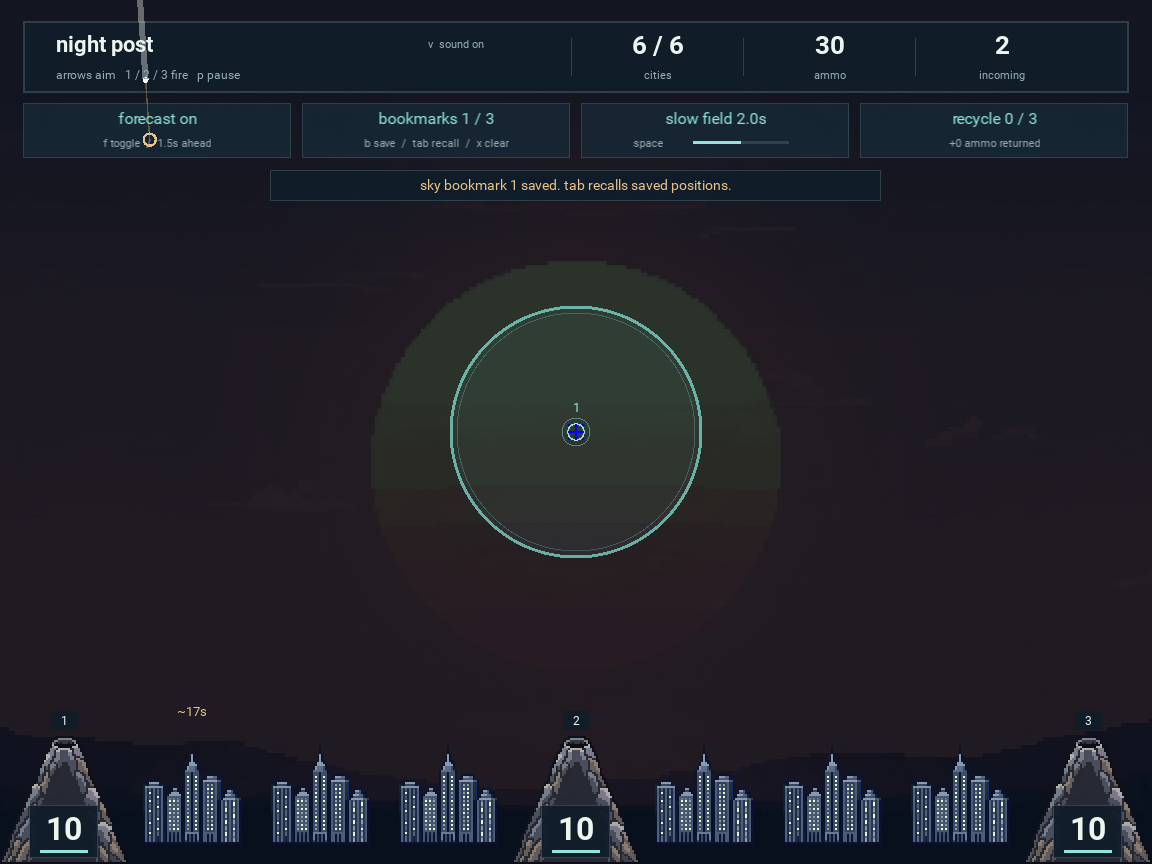 night post
v sound on
6 / 6
30
2
arrows aim 1 / 2 / 3 fire p pause
cities
ammo
incoming
forecast on
bookmarks 1 / 3
slow field 2.0s
recycle 0 / 3
f toggle / 1.5s ahead
b save / tab recall / x clear
space
+0 ammo returned
sky bookmark 1 saved. tab recalls saved positions.
1
~17s
1
2
3
10
10
10